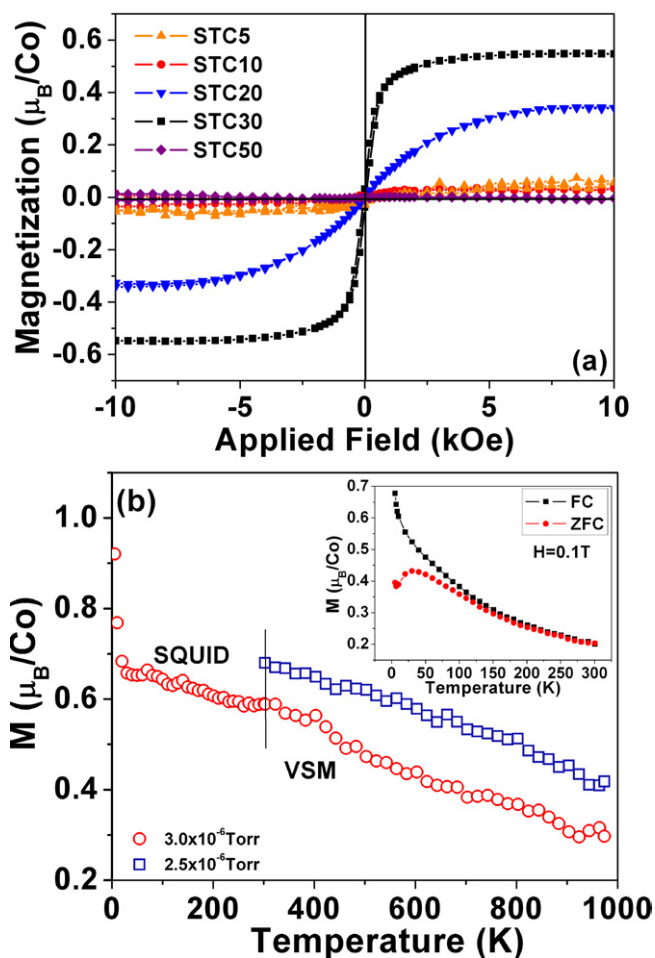 STC5
STC10
STC20
STC30
STC50
0.6
0.4
0.2
0.0
-0.2
-0.4
-0.6
Magnetization (μB/Co)
(a)
-10 -5 0 5 10
Applied Field (kOe)
(b)
1.0
0.8
0.6
0.4
0.2
M (μB/Co)
SQUID
VSM
3.0x10-6Torr
2.5x10-6Torr
0 200 400 600 800 1000
Temperature (K)
0.7
0.6
0.5
0.4
0.3
0.2
M (μB/Co)
FC
ZFC
H=0.1T
0 50 100 150 200 250 300
Temperature (K)